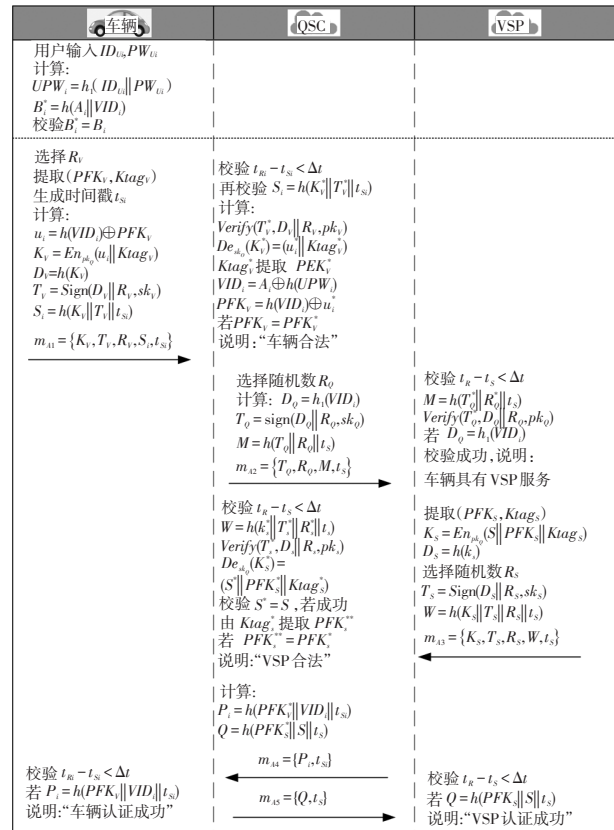 车辆
QSC
VSP
用户输入ID_{Ui},PW_{Ui}
计算:
UPW_i=h_1(ID_{Ui}‖PW_{Ui})
B_i^*=h(A_i‖VID_i)
校验B_i^*=B_i
选择R_V
提取(PFK_V,Ktag_V)
生成时间戳t_{Si}
计算:
u_i=h(VID_i)⊕PFK_V
K_V=En_{pk_Q}(u_i‖Ktag_V)
D_V=h(K_V)
T_V=Sign(D_V‖R_V,sk_V)
S_i=h(K_V‖T_V‖t_{Si})
m_{A1}={K_V,T_V,R_V,S_i,t_{Si}}
校验t_{Ri}-t_{Si}<Δt
再校验 S_i=h(K_V^*‖T_V^*‖t_{Si})
计算:
Verify(T_V^*,D_V‖R_V,pk_V)
De_{sk_Q}(K_V^*)=(u_i^*‖Ktag_V^*)
Ktag_V^*提取 PEK_V^*
VID_i=A_i⊕h(UPW_i)
PFK_V=h(VID_i)⊕u_i^*
若PFK_V=PFK_V^*
说明:“车辆合法”
选择随机数R_Q
计算: D_Q=h_1(VID_i)
T_Q=sign(D_Q‖R_Q,sk_Q)
M=h(T_Q‖R_Q‖t_S)
m_{A2}={T_Q,R_Q,M,t_S}
校验 t_R-t_S<Δt
M=h(T_Q^*‖R_Q^*‖t_S)
Verify(T_Q^*,D_Q‖R_Q,pk_Q)
若 D_Q=h_1(VID_i)
校验成功,说明:
车辆具有VSP服务
提取(PFK_S,Ktag_S)
K_S=En_{pk_Q}(S‖PFK_S‖Ktag_S)
D_S=h(k_s)
选择随机数R_S
T_S=Sign(D_S‖R_S,sk_S)
W=h(K_S‖T_S‖R_S‖t_S)
m_{A3}={K_S,T_S,R_S,W,t_S}
校验 t_R-t_S<Δt
W=h(k_s^*‖T_s^*‖R_s^*‖t_s)
Verify(T_s^*,D_s‖R_s,pk_s)
De_{sk_Q}(K_S^*)=
(S^*‖PFK_S^*‖Ktag_S^*)
校验 S^*=S,若成功
由 Ktag_s^*提取 PFK_s^{**}
若 PFK_s^{**}=PFK_s^*
说明:“VSP合法”
计算:
P_i=h(PFK_V^*‖VID_i‖t_{Si})
Q=h(PFK_S^*‖S‖t_S)
m_{A4}={P_i,t_{Si}}
m_{A5}={Q,t_S}
校验 t_{Ri}-t_{Si}<Δt
若 P_i=h(PFK_V‖VID_i‖t_{Si})
说明:“车辆认证成功”
校验 t_R-t_S<Δt
若 Q=h(PFK_S‖S‖t_S)
说明:“VSP认证成功”